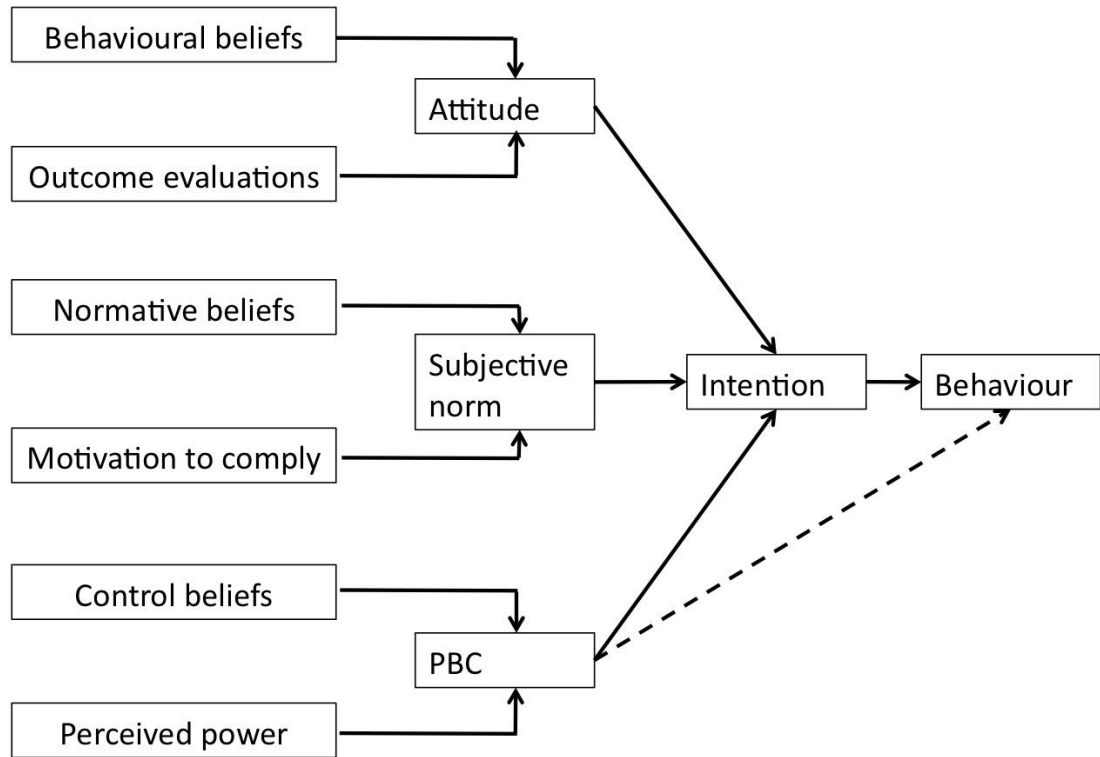 Behavioural beliefs
Attitude
Outcome evaluations
Normative beliefs
Subjective
norm
Intention
Behaviour
Motivation to comply
Control beliefs
PBC
Perceived power